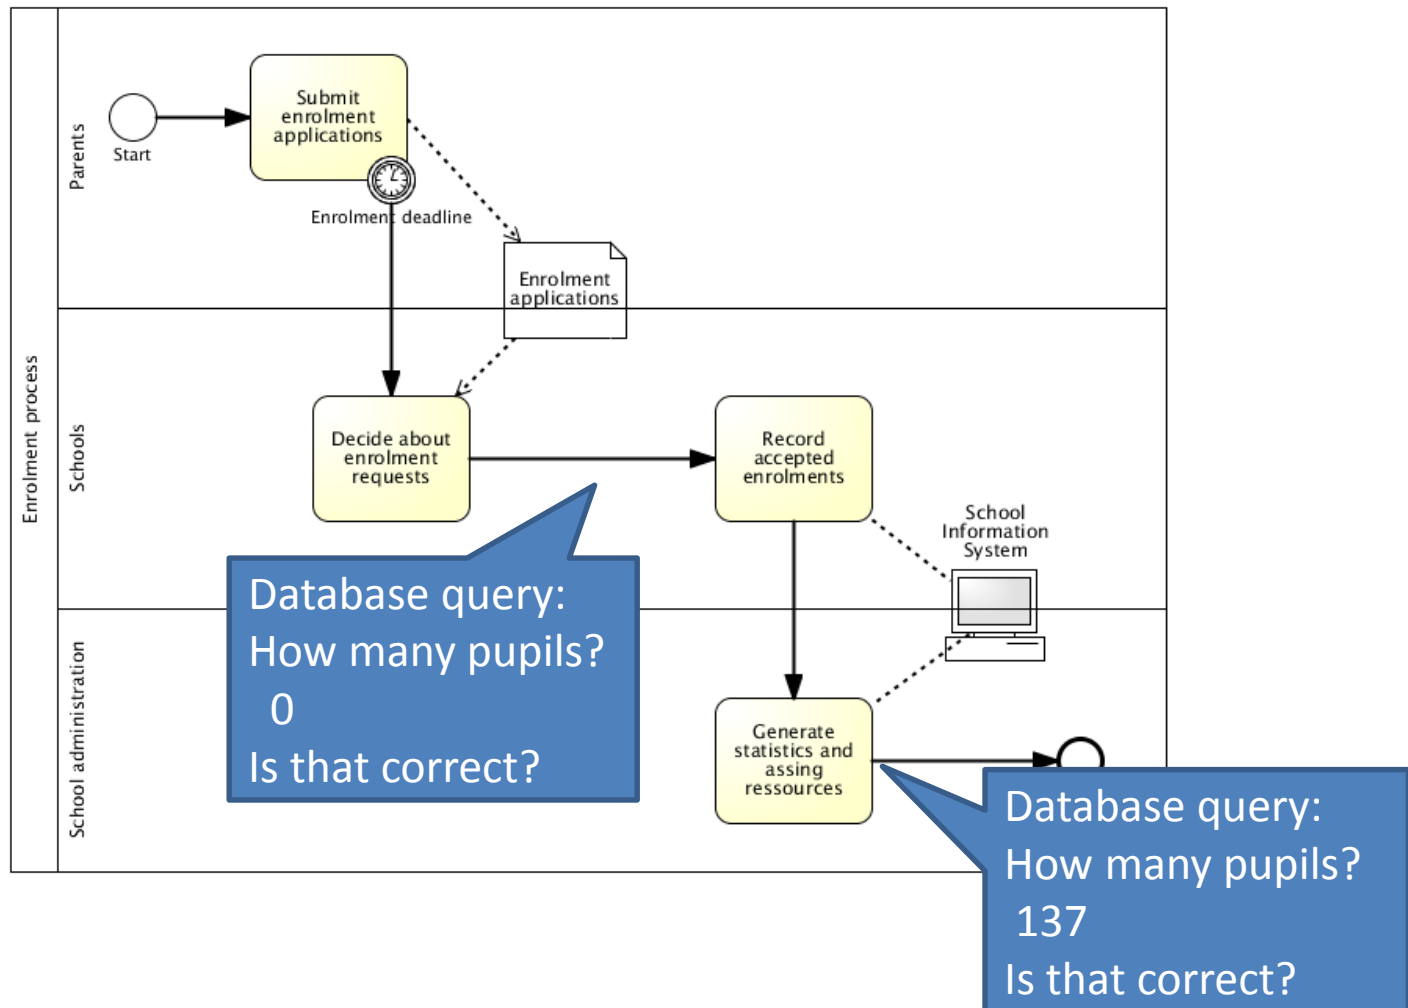 Enrolment process
Parents
Start
Submit
enrolment
applications
Enrolment deadline
Enrolment
applications
Schools
Decide about
enrolment
requests
Record
accepted
enrolments
School
Information
System
Database query:
How many pupils?
0
Is that correct?
School administration
Generate
statistics and
assing
ressources
Database query:
How many pupils?
137
Is that correct?